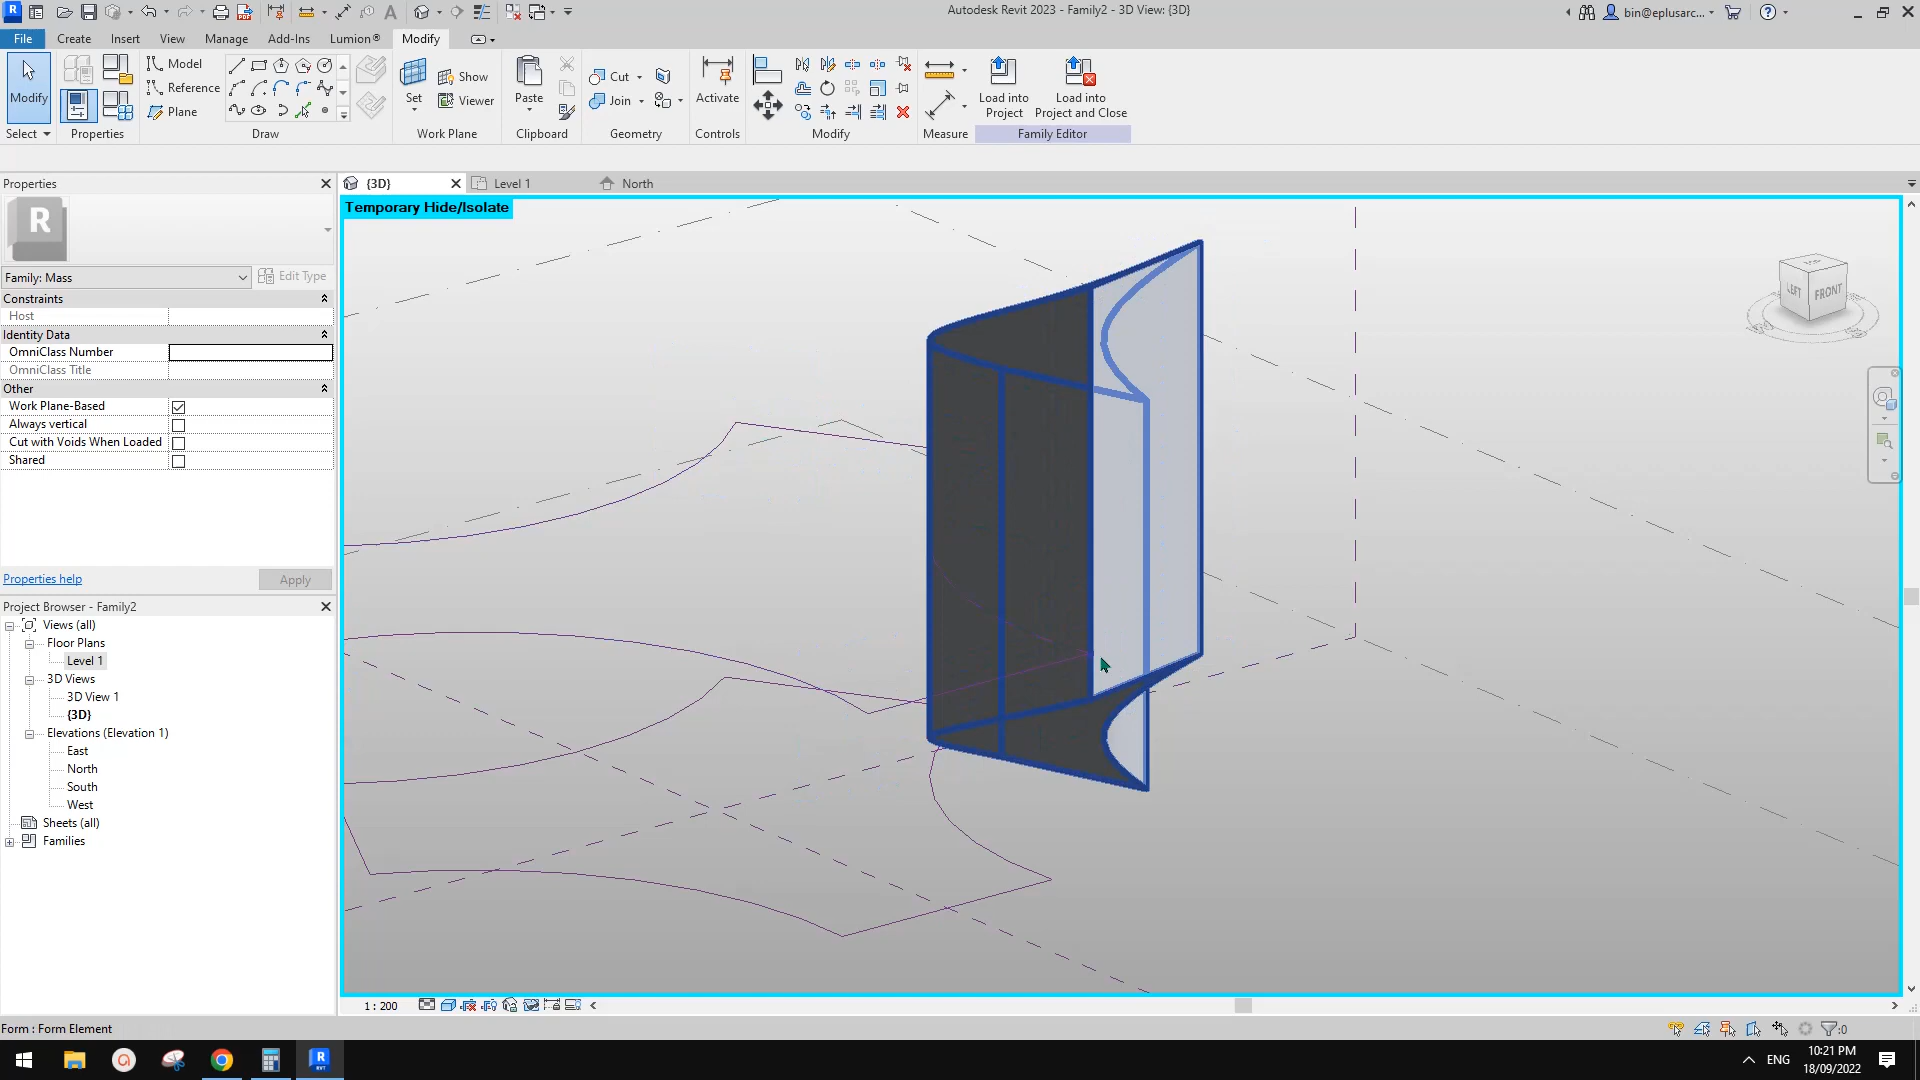 Autodesk Revit 2023 - Family2 - 3D View: {3D}
bin@eplusarc...
File
Create
Insert
View
Manage
Add-Ins
Lumion®
Modify
Modify
Select
Properties
Model
Reference
Plane
Draw
Set
Show
Viewer
Work Plane
Paste
Clipboard
Cut
Join
Geometry
Activate
Controls
Modify
Measure
Load into
Project
Load into
Project and Close
Family Editor
Properties
{3D}
Level 1
North
R
Temporary Hide/Isolate
Family: Mass
Edit Type
Constraints
Host
Identity Data
OmniClass Number
OmniClass Title
Other
Work Plane-Based
Always vertical
Cut with Voids When Loaded
Shared
Properties help
Apply
LEFT
FRONT
Project Browser - Family2
Views (all)
Floor Plans
Level 1
3D Views
3D View 1
{3D}
Elevations (Elevation 1)
East
North
South
West
Sheets (all)
Families
1 : 200
Form : Form Element
:0
ENG
10:21 PM
18/09/2022